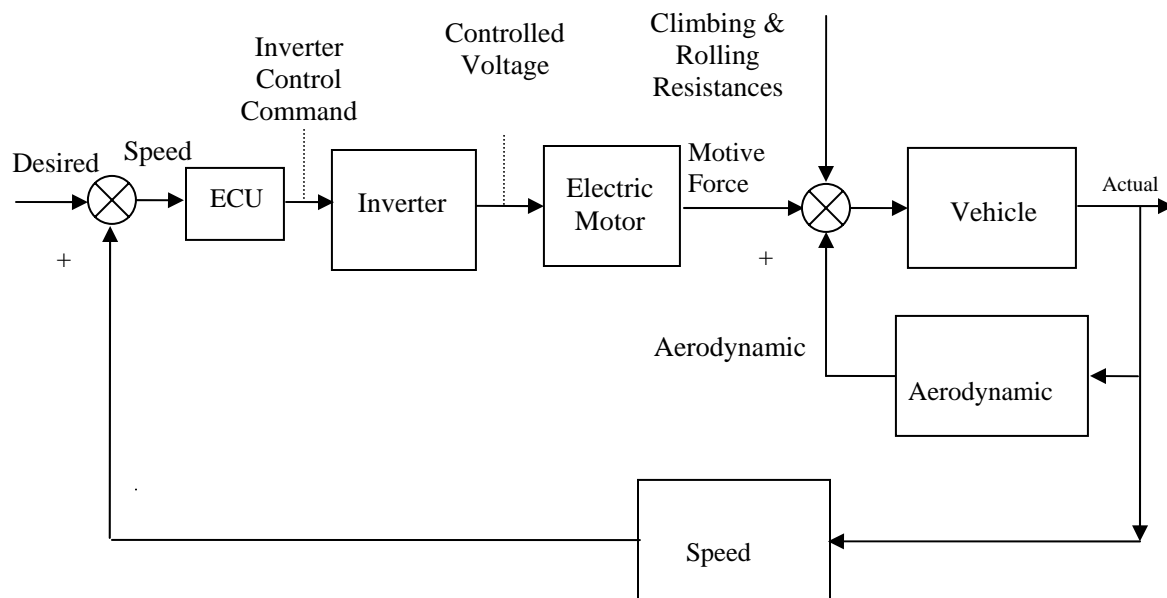 Climbing &
Rolling
Resistances
Controlled
Voltage
Inverter
Control
Command
Desired
Speed
ECU
Inverter
Electric
Motor
Motive
Force
Vehicle
Actual
+
+
Aerodynamic
Aerodynamic
Speed